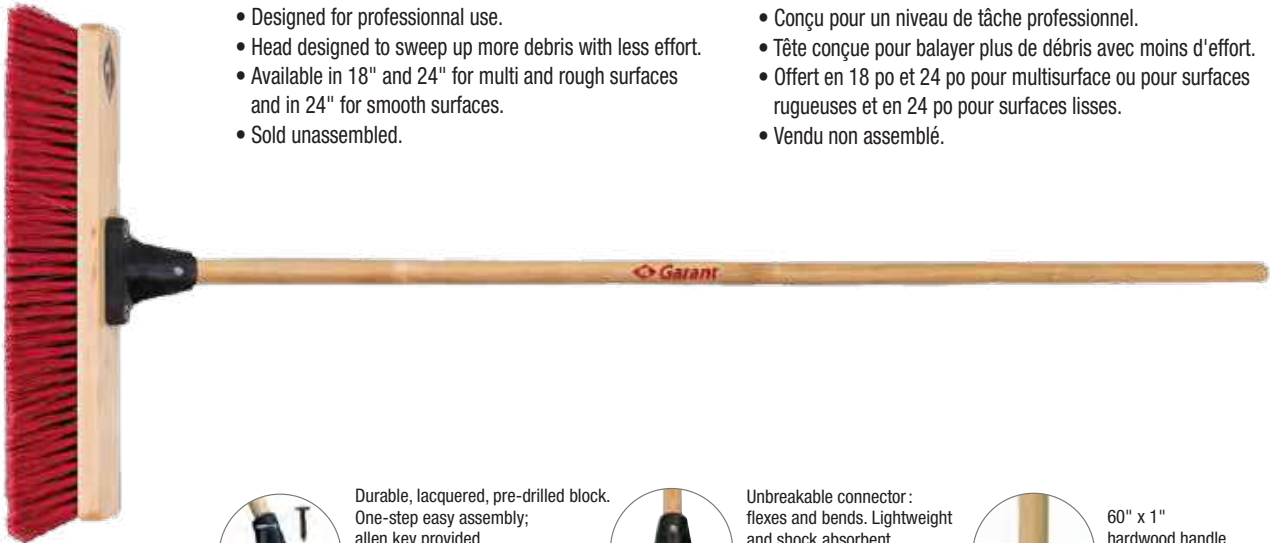 • Designed for professionnal use.
• Head designed to sweep up more debris with less effort.
• Available in 18" and 24" for multi and rough surfaces
and in 24" for smooth surfaces.
• Sold unassembled.
• Conçu pour un niveau de tâche professionnel.
• Tête conçue pour balayer plus de débris avec moins d'effort.
• Offert en 18 po et 24 po pour multisurface ou pour surfaces
rugueuses et en 24 po pour surfaces lisses.
• Vendu non assemblé.
Garant
Durable, lacquered, pre-drilled block.
One-step easy assembly;
allen key provided
Unbreakable connector :
flexes and bends. Lightweight
and shock absorbent
60" x 1"
hardwood handle